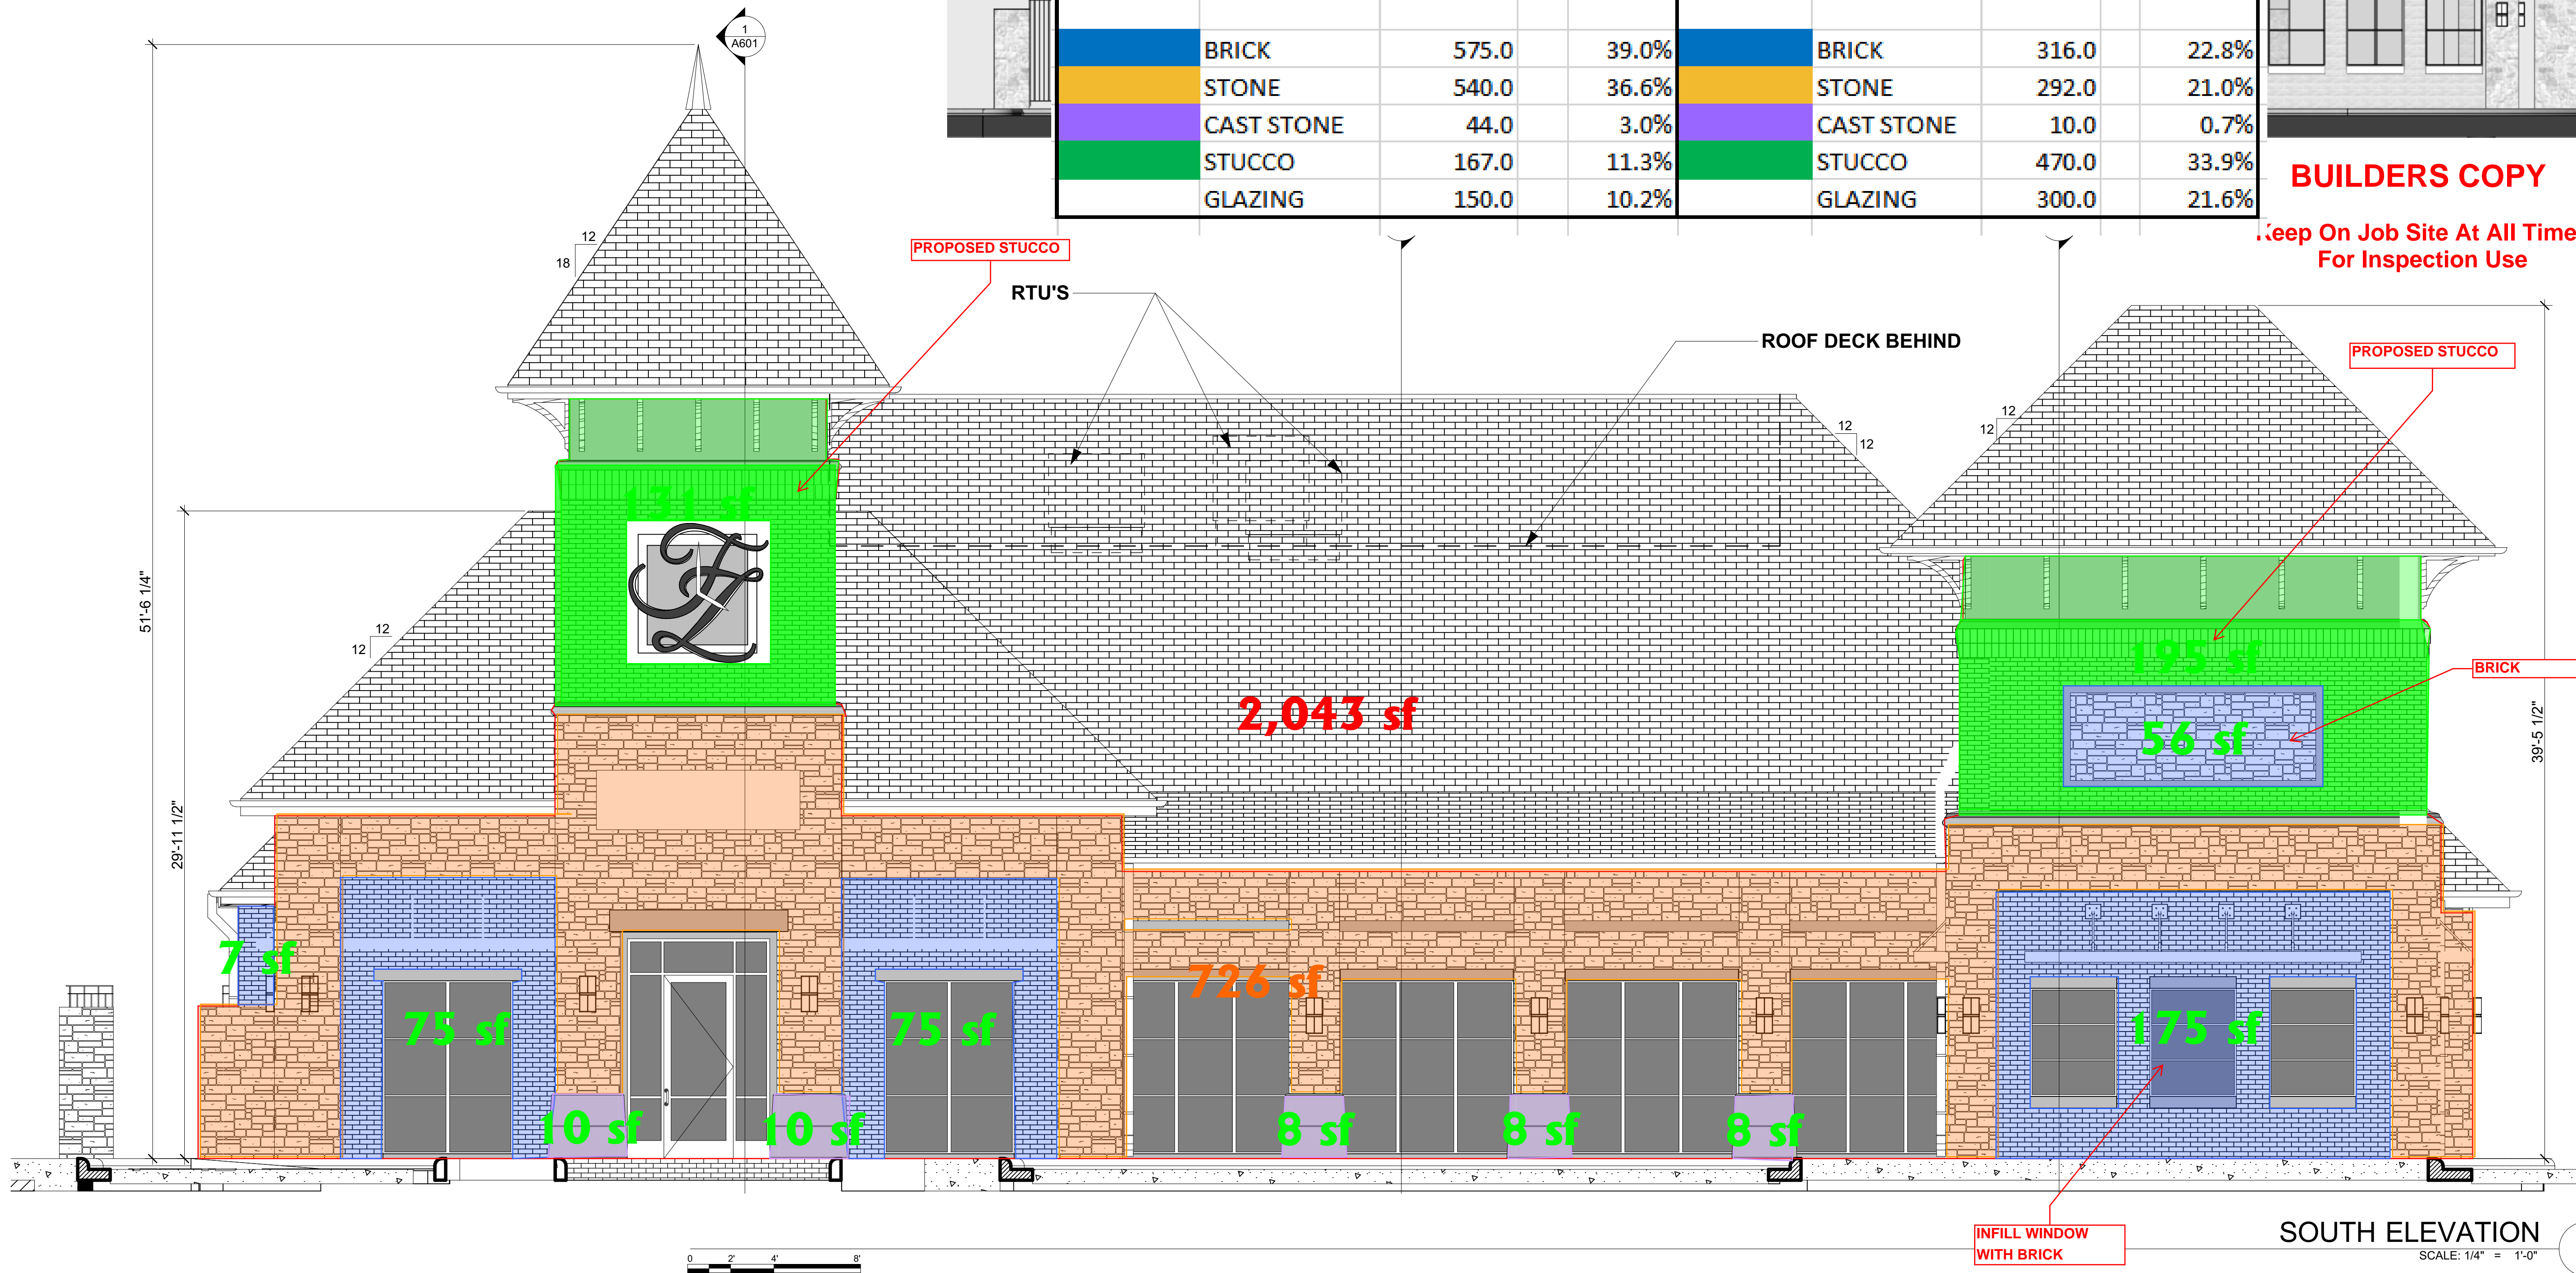 BRICK 575.0 39.0% BRICK 316.0 22.8%
STONE 540.0 36.6% STONE 292.0 21.0%
CAST STONE 44.0 3.0% CAST STONE 10.0 0.7%
STUCCO 167.0 11.3% STUCCO 470.0 33.9%
GLAZING 150.0 10.2% GLAZING 300.0 21.6%
BUILDERS COPY
Keep On Job Site At All Time
For Inspection Use
1
A601
PROPOSED STUCCO
RTU'S
ROOF DECK BEHIND
PROPOSED STUCCO
12
18
12
12
12
12
12
12
51'-6 1/4"
29'-11 1/2"
39'-5 1/2"
131 sf
195 sf
BRICK
56 sf
2,043 sf
7 sf
726 sf
75 sf
75 sf
175 sf
10 sf
10 sf
8 sf
8 sf
8 sf
INFILL WINDOW
WITH BRICK
SOUTH ELEVATION
SCALE: 1/4" = 1'-0"
0 2' 4' 8'